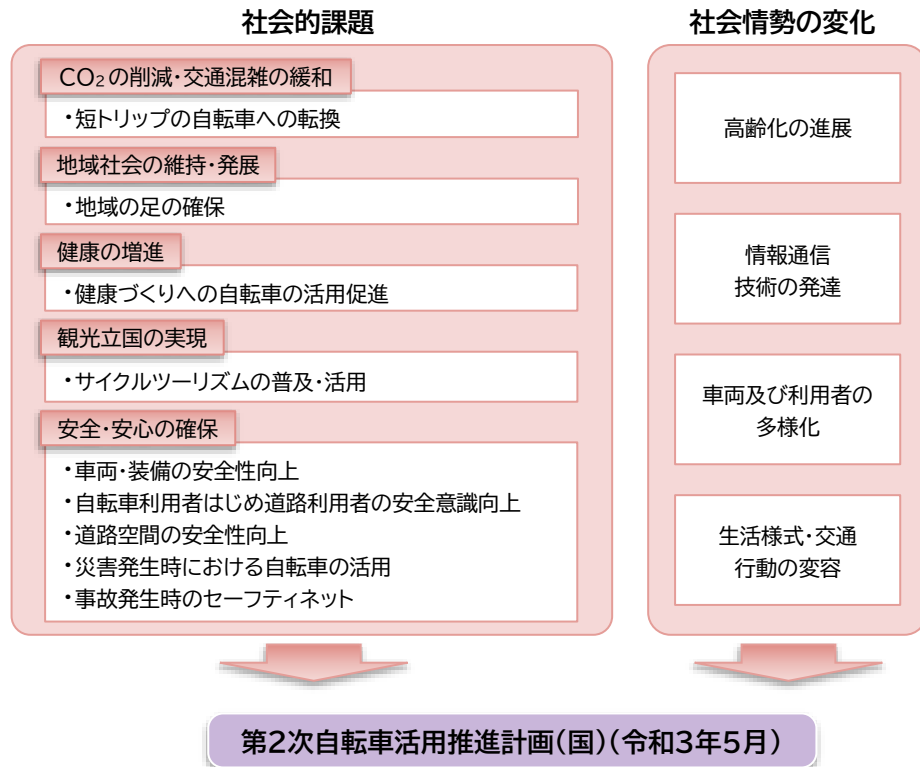 社会的課題
CO₂の削減・交通混雑の緩和
・短トリップの自転車への転換
地域社会の維持・発展
・地域の足の確保
健康の増進
・健康づくりへの自転車の活用促進
観光立国の実現
・サイクルツーリズムの普及・活用
安全・安心の確保
・車両・装備の安全性向上
・自転車利用者はじめ道路利用者の安全意識向上
・道路空間の安全性向上
・災害発生時における自転車の活用
・事故発生時のセーフティネット
社会情勢の変化
高齢化の進展
情報通信
技術の発達
車両及び利用者の
多様化
生活様式・交通
行動の変容
第2次自転車活用推進計画(国)(令和3年5月)